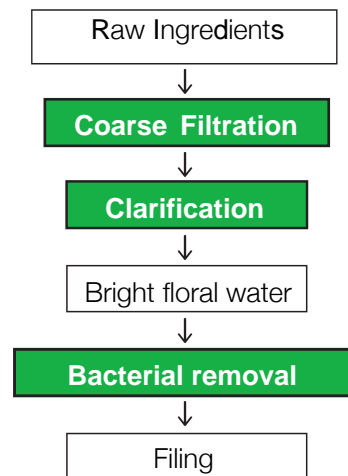 Raw Ingredients
Coarse Filtration
Clarification
Bright floral water
Bacterial removal
Filing